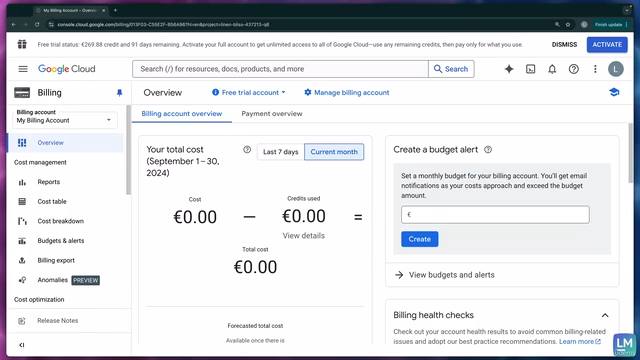 My Billing Account – Overview
console.cloud.google.com/billing/
Finish update
Free trial status: €269.88 credit and 91 days remaining. Activate your full account to get unlimited access to all of Google Cloud—use any remaining credits, then pay only for what you use.
DISMISS
ACTIVATE
Google Cloud
Search (/) for resources, docs, products, and more
Search
L
Billing
Overview
Free trial account
Manage billing account
Billing account
My Billing Account
Billing account overview
Payment overview
Overview
Cost management
Reports
Cost table
Cost breakdown
Budgets & alerts
Billing export
Anomalies
PREVIEW
Cost optimization
Release Notes
Your total cost
(September 1 – 30,
2024)
Last 7 days
Current month
Cost
€0.00
—
Credits used
€0.00
=
View details
Total cost
€0.00
Forecasted total cost
Available once there is
Create a budget alert
Set a monthly budget for your billing account. You'll get email
notifications as your costs approach and exceed the budget
amount.
€
Create
View budgets and alerts
Billing health checks
Check out your account health results to avoid common billing-related
issues and adopt our best practice recommendations. Learn more
LM